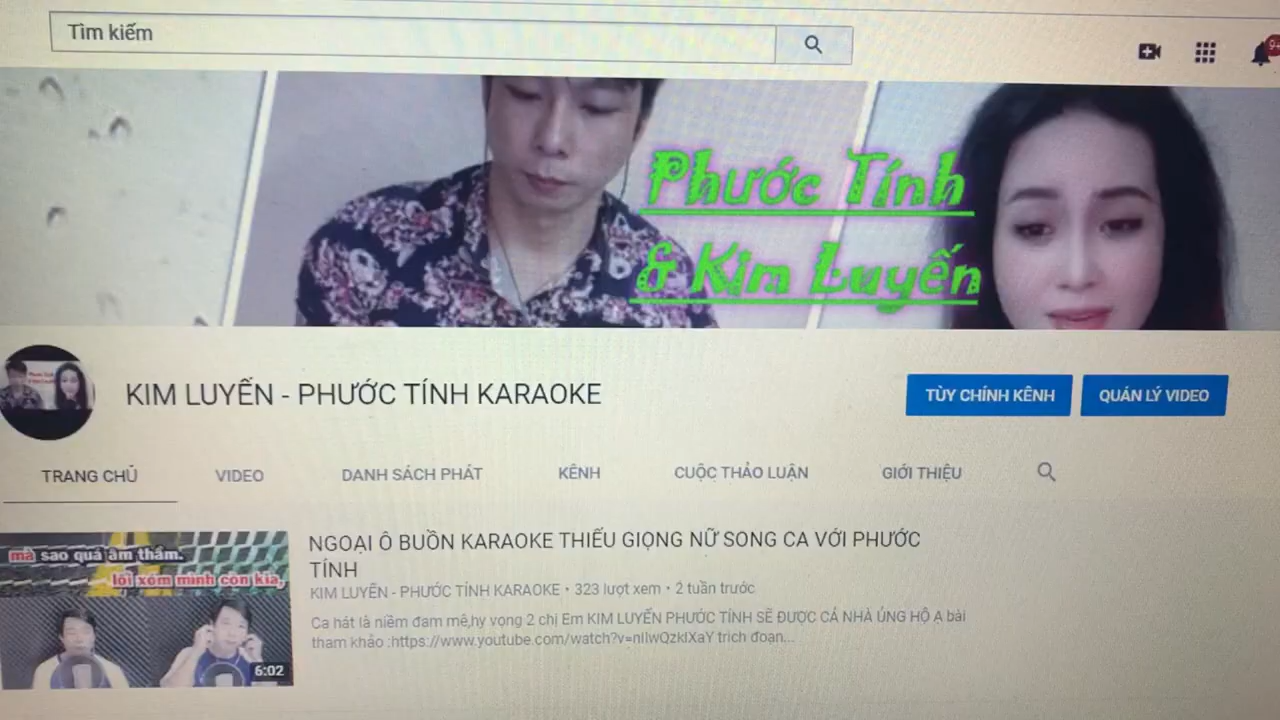 Tìm kiếm
Phước Tính
& Kim Luyến
KIM LUYẾN - PHƯỚC TÍNH KARAOKE
TÙY CHỈNH KÊNH
QUẢN LÝ VIDEO
TRANG CHỦ
VIDEO
DANH SÁCH PHÁT
KÊNH
CUỘC THẢO LUẬN
GIỚI THIỆU
mà sao quá âm thầm.
lối xóm mình còn kia,
6:02
NGOẠI Ô BUỒN KARAOKE THIẾU GIỌNG NỮ SONG CA VỚI PHƯỚC
TÍNH
KIM LUYẾN - PHƯỚC TÍNH KARAOKE • 323 lượt xem • 2 tuần trước
Ca hát là niềm đam mê,hy vọng 2 chị Em KIM LUYẾN PHƯỚC TÍNH SẼ ĐƯỢC CẢ NHÀ ỦNG HỘ Ạ bài
tham khảo :https://www.youtube.com/watch?v=nIlwQzkIXaY trích đoạn...